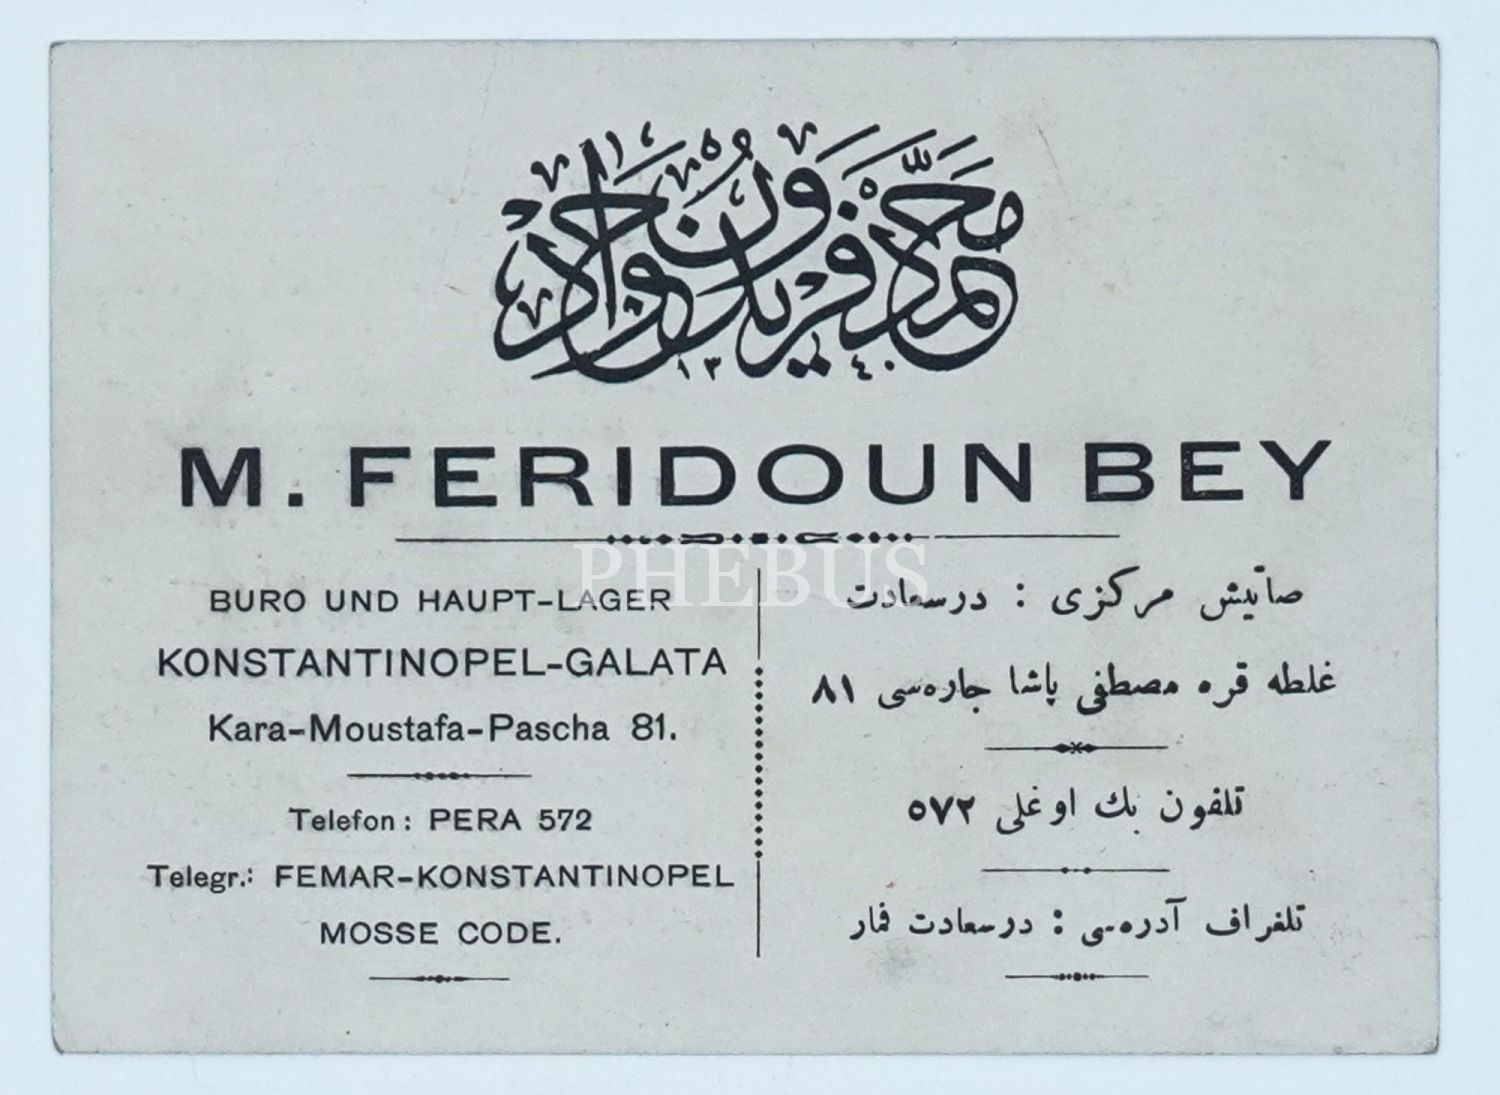 محمد فريدون جواد
١٣٤٠
M. FERIDOUN BEY
BURO UND HAUPT-LAGER
KONSTANTINOPEL-GALATA
Kara-Moustafa-Pascha 81.
Telefon: PERA 572
Telegr.: FEMAR-KONSTANTINOPEL
MOSSE CODE.
صاتيش مركزى : درسعادت
غلطه قره مصطفى پاشا جاده‌سى ٨١
تلفون بك اوغلى ٥٧٢
تلغراف آدره‌سى : درسعادت فمار
PHEBUS